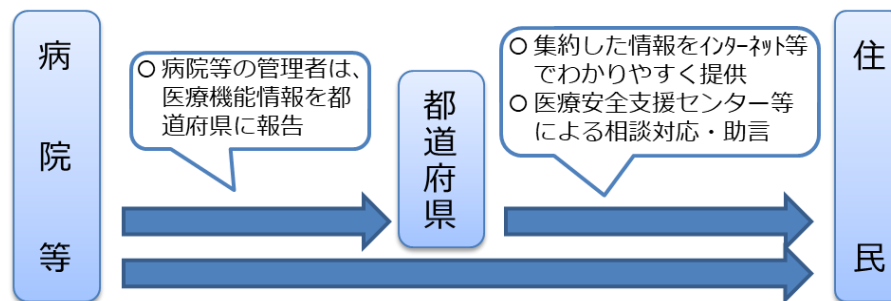 病院等
○ 病院等の管理者は、
医療機能情報を都
道府県に報告
都道府県
○ 集約した情報をｲﾝﾀｰﾈｯﾄ等
でわかりやすく提供
○ 医療安全支援センター等
による相談対応・助言
住民